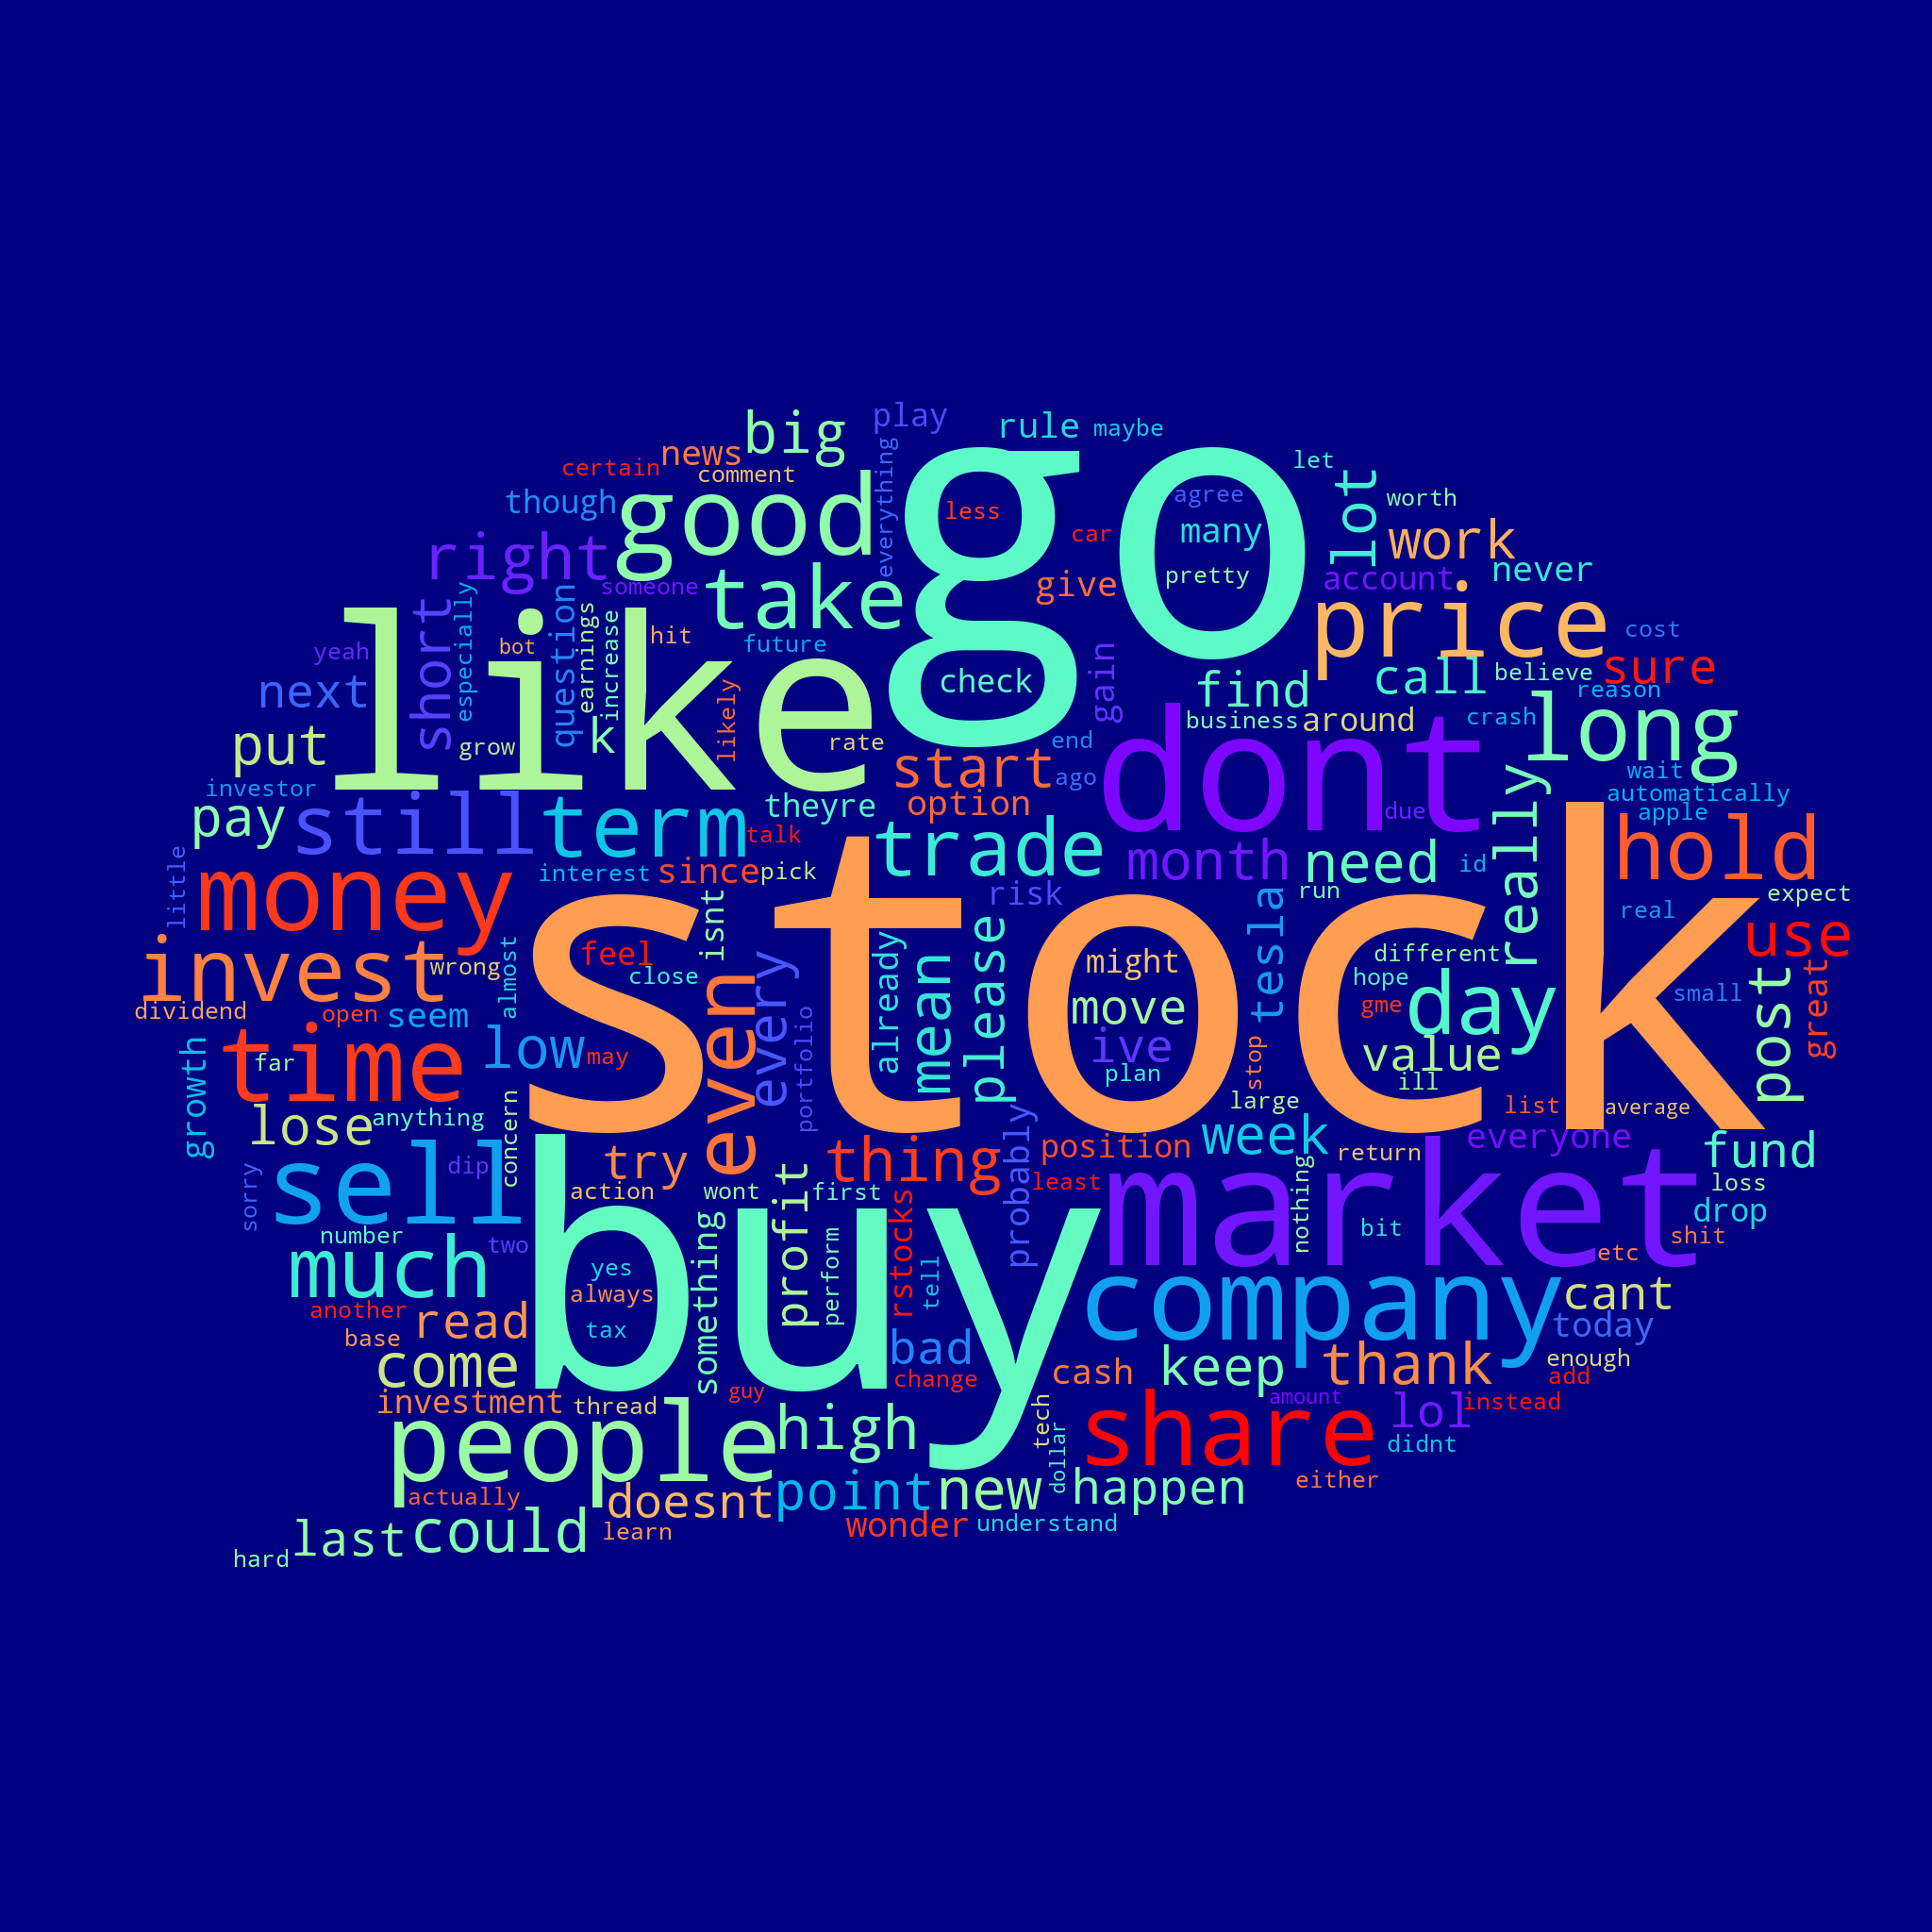 play
big
rule
maybe
news
certain
comment
everything
go
let
lot
agree
worth
though
good
less
many
car
work
right
take
pretty
someone
give
account
never
short
especially
question
earnings
increase
like
hit
bot
yeah
future
check
gain
price
cost
find
call
believe
sure
next
k
likely
reason
put
grow
rate
business
around
crash
long
end
dont
start
ago
wait
investor
pay
still
term
theyre
option
due
automatically
apple
talk
trade
month
need
really
hold
little
interest
since
pick
risk
id
run
expect
money
stock
isnt
tesla
real
use
invest
wrong
almost
feel
close
even
every
already
mean
please
might
different
hope
day
small
post
great
dividend
open
seem
portfolio
move
gme
growth
time
low
may
ive
stop
value
far
plan
ill
lose
anything
concern
large
list
average
sell
dip
try
thing
probably
position
week
return
everyone
fund
sorry
action
wont
profit
first
least
market
loss
number
two
buy
something
perform
rstocks
tell
nothing
bit
drop
shit
etc
much
yes
always
company
another
base
read
tax
bad
cant
today
come
change
cash
keep
thank
enough
add
investment
thread
guy
tech
dollar
amount
share
lol
instead
people
high
didnt
actually
doesnt
point
new
happen
either
last
could
learn
wonder
understand
hard